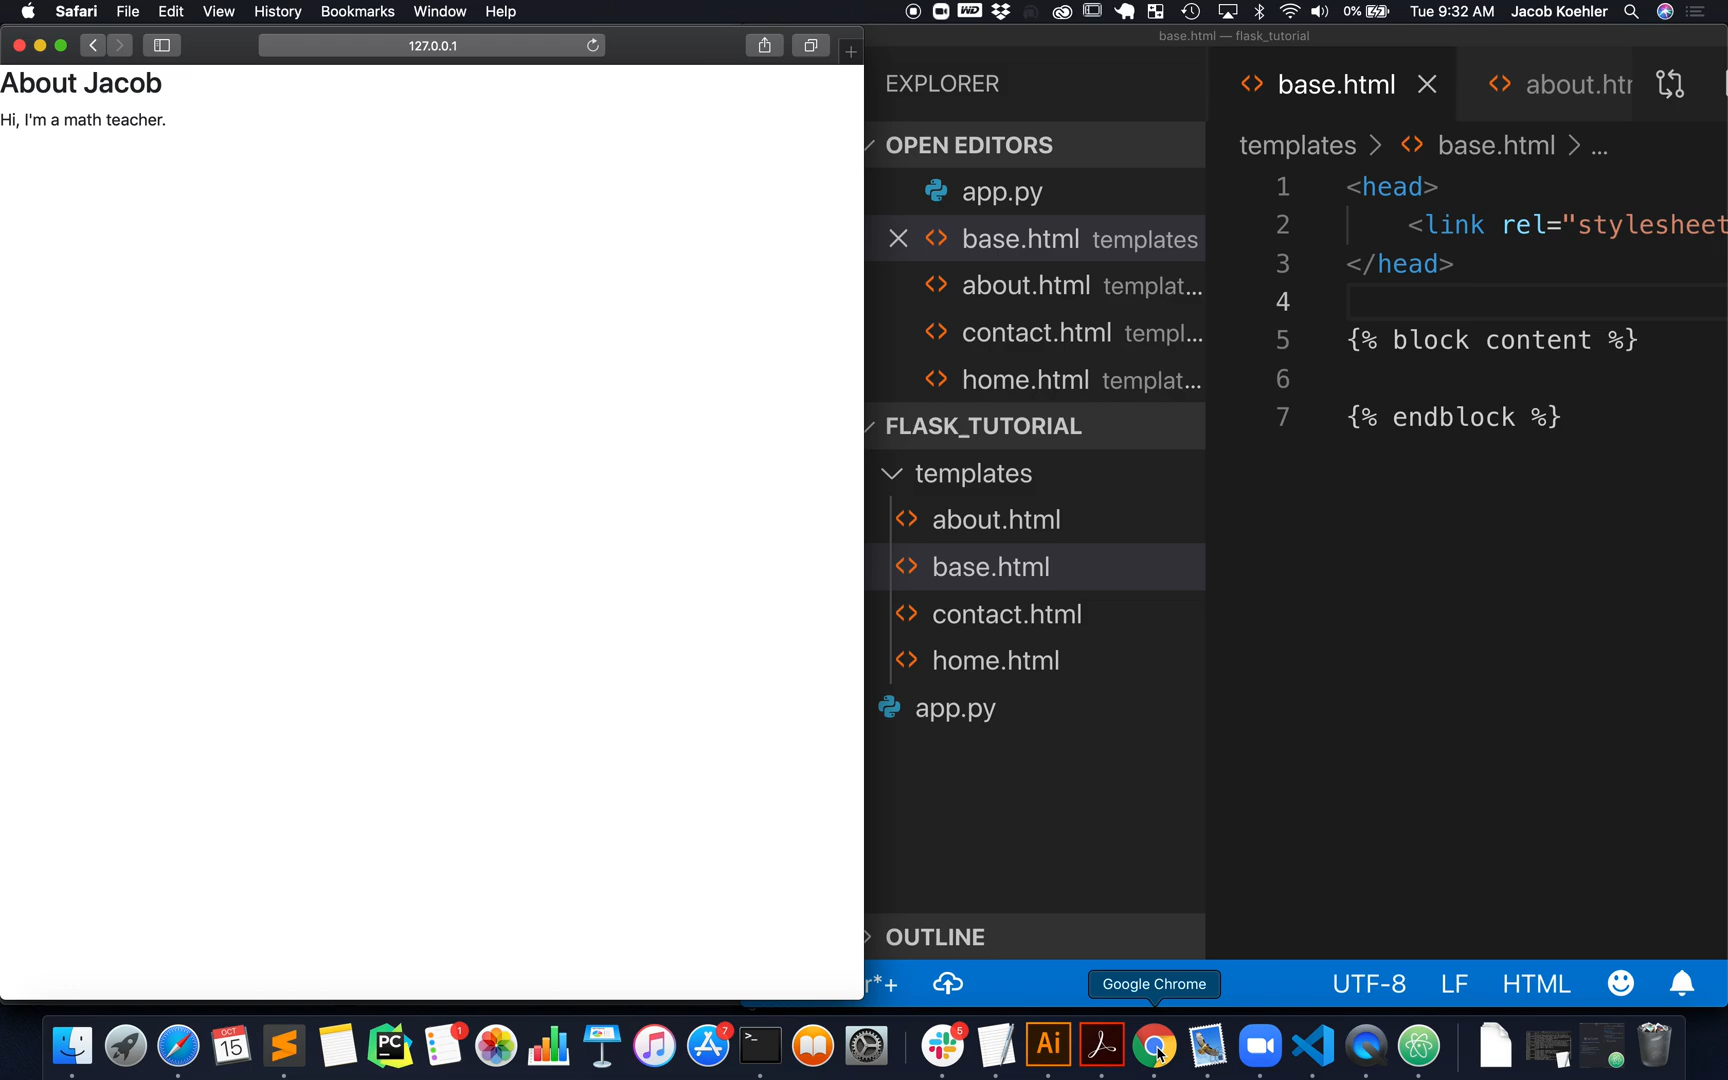 Safari File Edit View History Bookmarks Window Help
WD 0% Tue 9:32 AM Jacob Koehler
127.0.0.1
base.html — flask_tutorial
About Jacob
Hi, I'm a math teacher.
EXPLORER
OPEN EDITORS
app.py
base.html templates
about.html templat...
contact.html templ...
home.html templat...
FLASK_TUTORIAL
templates
about.html
base.html
contact.html
home.html
app.py
OUTLINE
base.html
about.htr
templates > base.html > ...
1 <head>
2 <link rel="stylesheet
3 </head>
4
5 {% block content %}
6
7 {% endblock %}
r*+ UTF-8 LF HTML
Google Chrome
OCT 15 PC 1 7 >_ 5 Ai